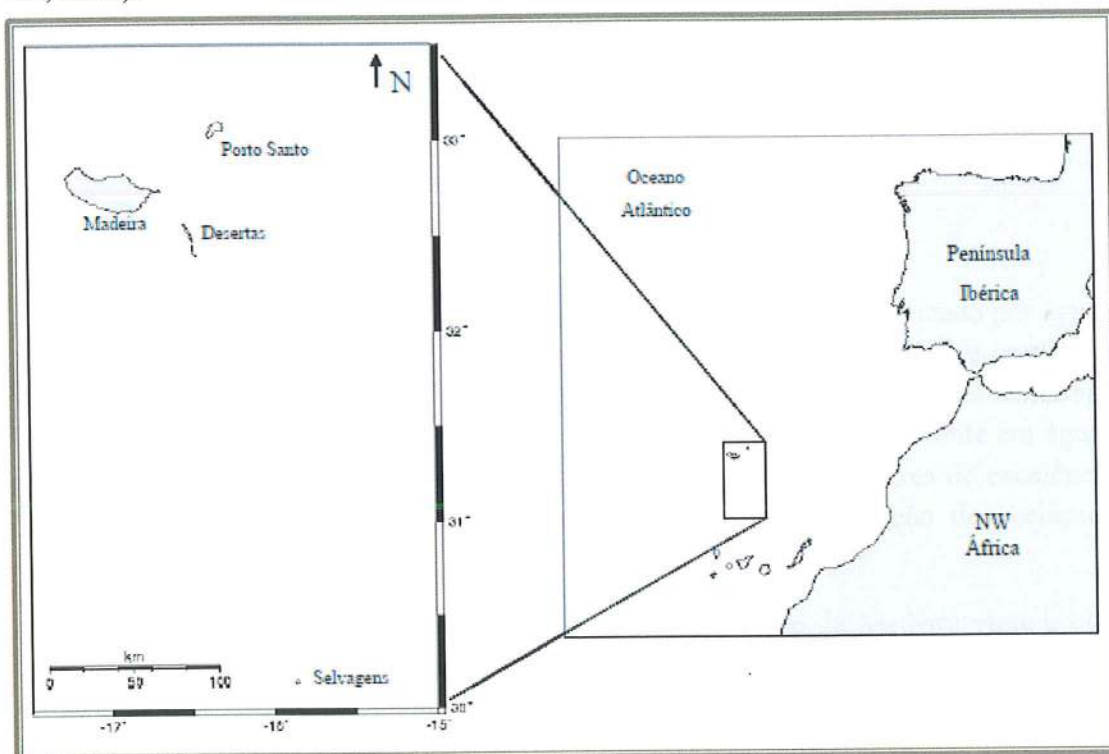 N
Porto Santo
Madeira
Desertas
Selvagens
km
0 50 100
-17°
-16°
-15°
33°
32°
31°
30°
Oceano
Atlântico
Península
Ibérica
NW
África